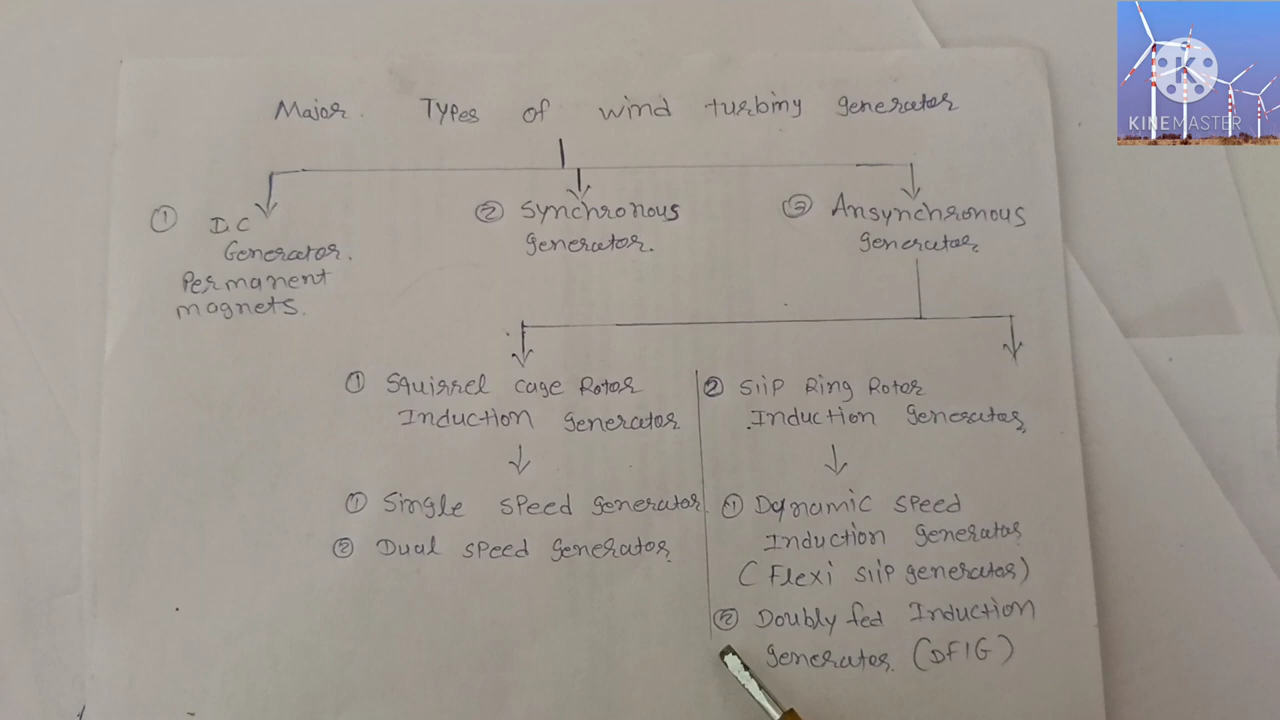 Major. Types of wind turbiny generator
① D.C
Generator.
Permanent
magnets.
② Synchronous
generator.
③ Ansynchronous
generator
① Squirrel cage Rotor
Induction generator
① Single speed generator.
② Dual speed generator
② Slip Ring Rotor
Induction generator
① Dynamic speed
Induction generator
(Flexi slip generator)
② Doubly fed Induction
generator. (DFIG)
K
KINEMASTER